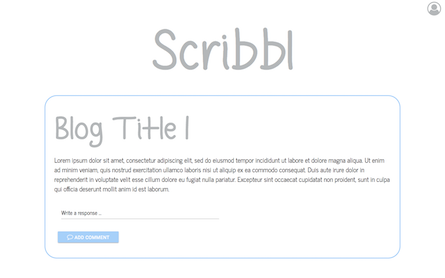 Scribbl
Blog Title 1
Lorem ipsum dolor sit amet, consectetur adipiscing elit, sed do eiusmod tempor incididunt ut labore et dolore magna aliqua. Ut enim
ad minim veniam, quis nostrud exercitation ullamco laboris nisi ut aliquip ex ea commodo consequat. Duis aute irure dolor in
reprehenderit in voluptate velit esse cillum dolore eu fugiat nulla pariatur. Excepteur sint occaecat cupidatat non proident, sunt in culpa
qui officia deserunt mollit anim id est laborum.
Write a response ...
ADD COMMENT